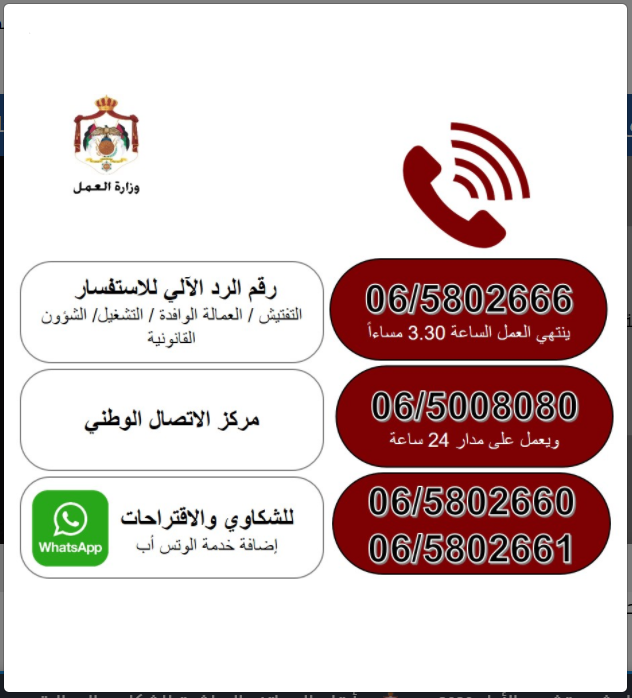 وزارة العمل
06/5802666
ينتهي العمل الساعة 3.30 مساءاً
رقم الرد الآلي للاستفسار
التفتيش / العمالة الوافدة / التشغيل/ الشؤون
القانونية
06/5008080
ويعمل على مدار 24 ساعة
مركز الاتصال الوطني
06/5802660
06/5802661
للشكاوي والاقتراحات
إضافة خدمة الوتس أب
WhatsApp